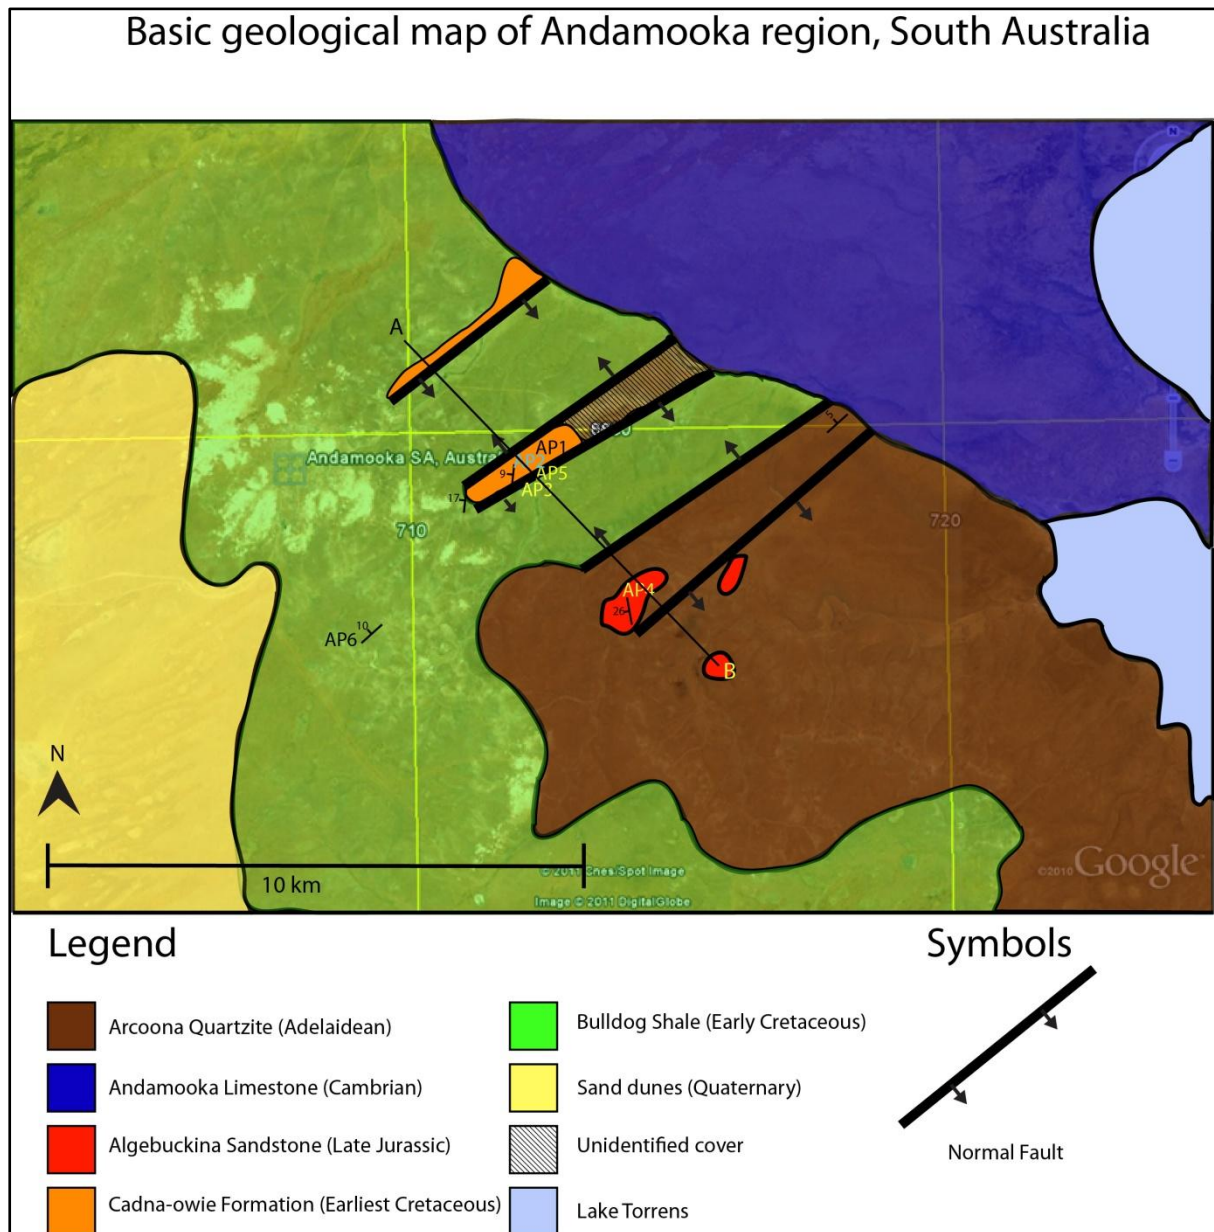 Basic geological map of Andamooka region, South Australia
N
A
AP1
Andamooka SA, Austral
9
AP5
AP3
17
5
710
720
AP4
26
10
AP6
B
N
10 km
© 2011 Cnes/Spot Image
Image © 2011 DigitalGlobe
©2010 Google
Legend
Symbols
Arcoona Quartzite (Adelaidean)
Bulldog Shale (Early Cretaceous)
Andamooka Limestone (Cambrian)
Sand dunes (Quaternary)
Algebuckina Sandstone (Late Jurassic)
Unidentified cover
Normal Fault
Cadna-owie Formation (Earliest Cretaceous)
Lake Torrens